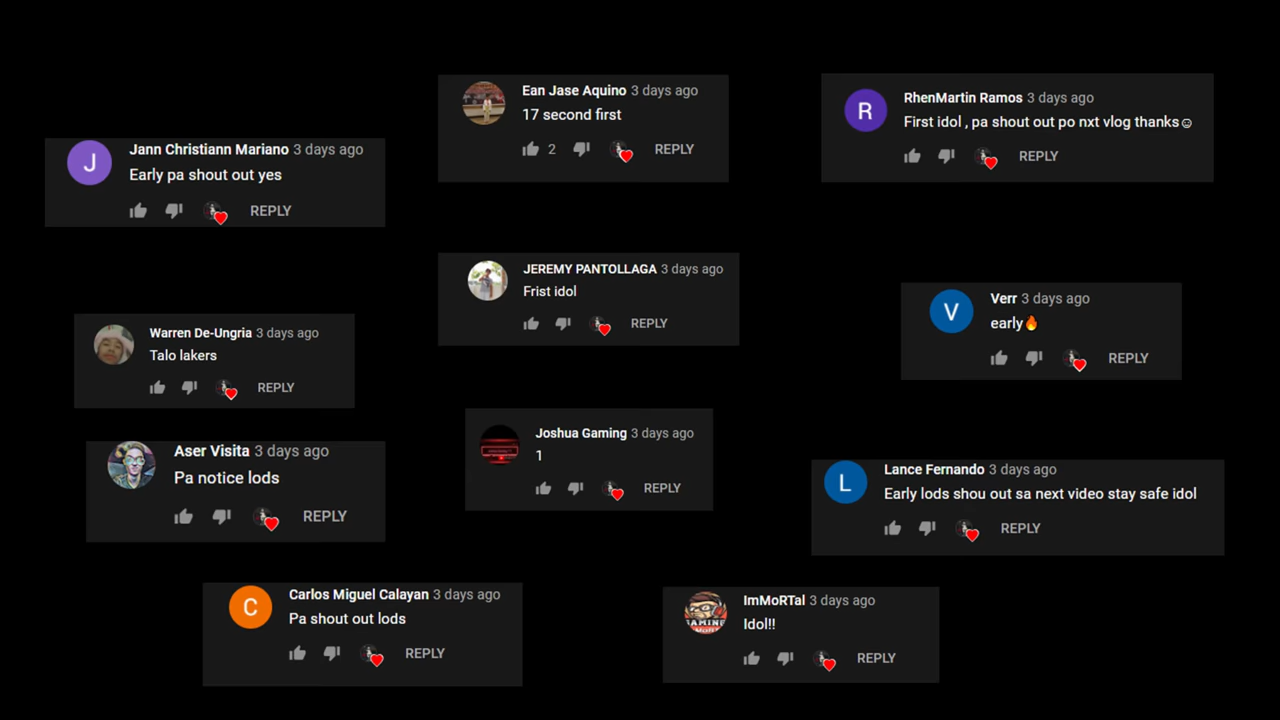 Jann Christiann Mariano 3 days ago
Early pa shout out yes
REPLY
Ean Jase Aquino 3 days ago
17 second first
2 REPLY
RhenMartin Ramos 3 days ago
First idol , pa shout out po nxt vlog thanks☺
REPLY
JEREMY PANTOLLAGA 3 days ago
Frist idol
REPLY
Verr 3 days ago
early🔥
REPLY
Warren De-Ungria 3 days ago
Talo lakers
REPLY
Aser Visita 3 days ago
Pa notice lods
REPLY
Joshua Gaming 3 days ago
1
REPLY
Lance Fernando 3 days ago
Early lods shou out sa next video stay safe idol
REPLY
Carlos Miguel Calayan 3 days ago
Pa shout out lods
REPLY
ImMoRTal 3 days ago
Idol!!
REPLY